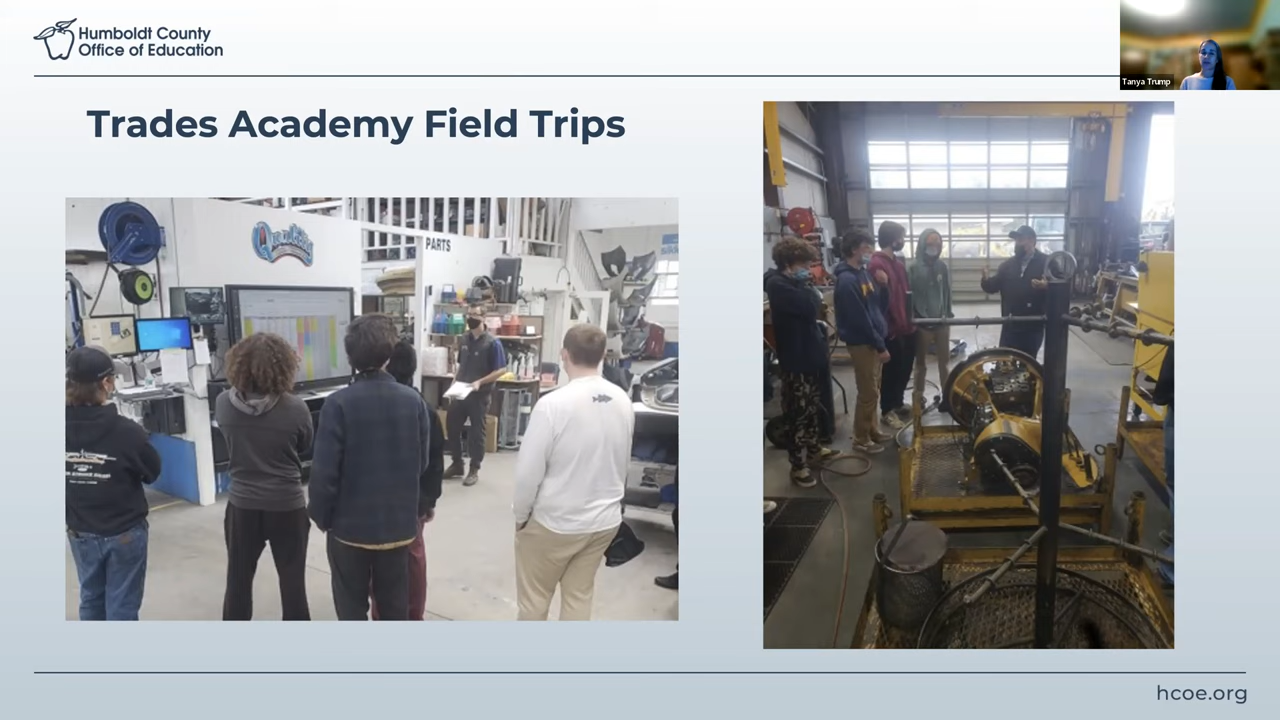 Humboldt County
Office of Education
Tanya Trump
Trades Academy Field Trips
PARTS
hcoe.org